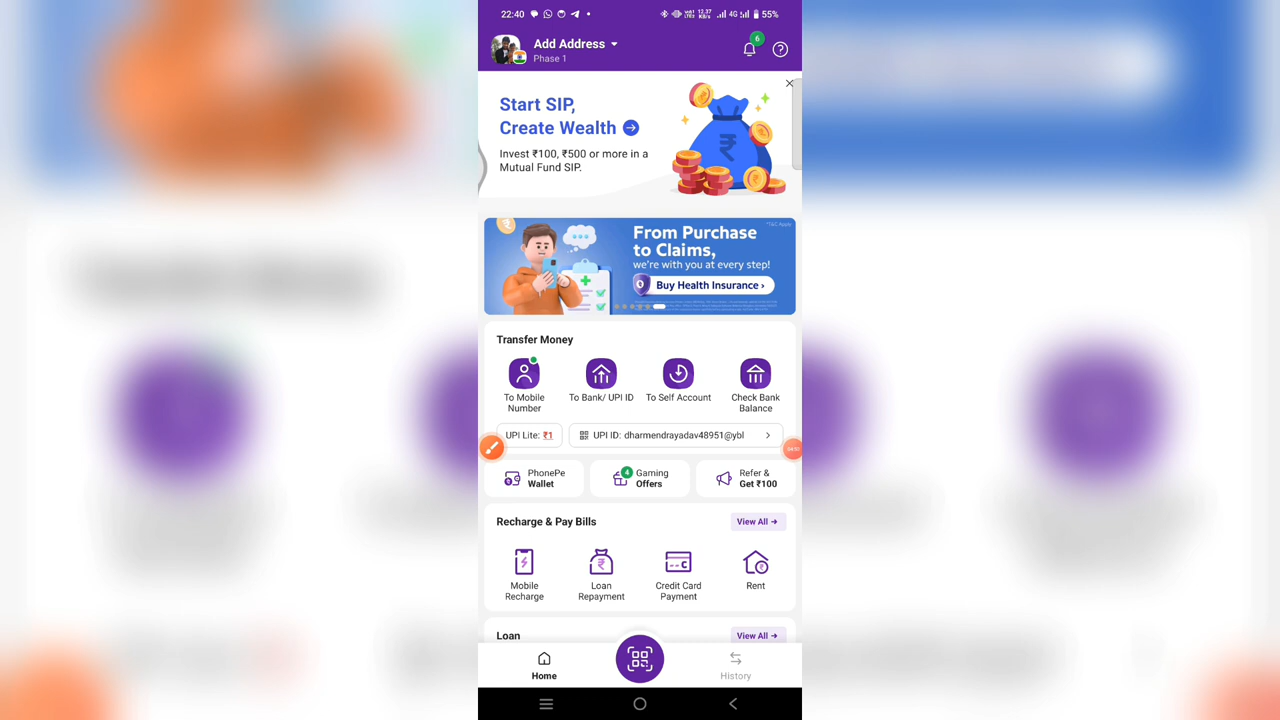 22:40
4G
55%
Add Address
Phase 1
6
Start SIP,
Create Wealth
Invest ₹100, ₹500 or more in a
Mutual Fund SIP.
*T&C Apply
From Purchase
to Claims,
we're with you at every step!
Buy Health Insurance ›
Transfer Money
To Mobile
Number
To Bank/ UPI ID
To Self Account
Check Bank
Balance
UPI Lite: ₹1
UPI ID: dharmendrayadav48951@ybl
PhonePe
Wallet
4
Gaming
Offers
Refer &
Get ₹100
Recharge & Pay Bills
View All →
Mobile
Recharge
Loan
Repayment
Credit Card
Payment
Rent
Loan
View All →
Home
History